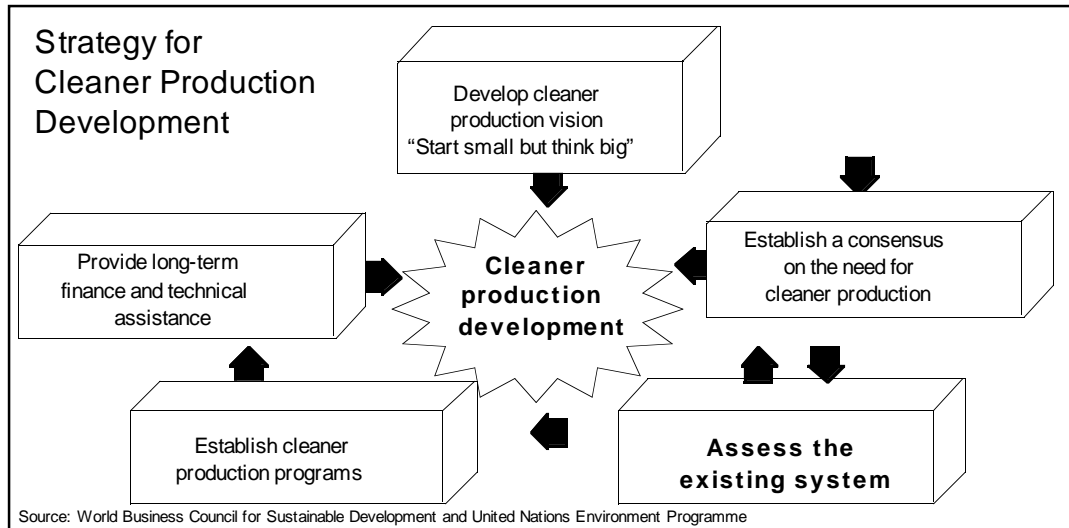 Strategy for
Cleaner Production
Development
Develop cleaner
production vision
“Start small but think big”
Establish a consensus
on the need for
cleaner production
Provide long-term
finance and technical
assistance
Cleaner
production
development
Establish cleaner
production programs
Assess the
existing system
Source: World Business Council for Sustainable Development and United Nations Environment Programme